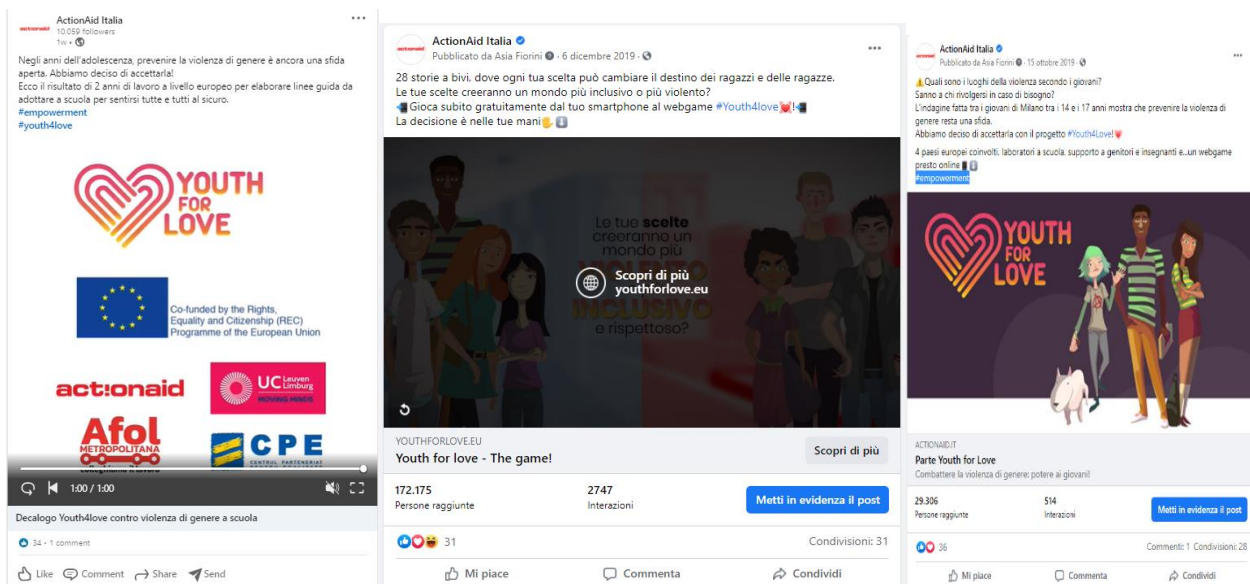 ActionAid Italia
10,059 followers
1w
Negli anni dell'adolescenza, prevenire la violenza di genere è ancora una sfida
aperta. Abbiamo deciso di accettarla!
Ecco il risultato di 2 anni di lavoro a livello europeo per elaborare linee guida da
adottare a scuola per sentirsi tutte e tutti al sicuro.
#empowerment
#youth4love
YOUTH
FOR
LOVE
Co-funded by the Rights,
Equality and Citizenship (REC)
Programme of the European Union
act:onaid
UC Leuven
Limburg
MOVING MINDS
Afol
METROPOLITANA
CPE
1:00 / 1:00
Decalogo Youth4love contro violenza di genere a scuola
34 • 1 comment
Like Comment Share Send
ActionAid Italia
Pubblicato da Asia Fiorini · 6 dicembre 2019 ·
28 storie a bivi, dove ogni tua scelta può cambiare il destino dei ragazzi e delle ragazze.
Le tue scelte creeranno un mondo più inclusivo o più violento?
Gioca subito gratuitamente dal tuo smartphone al webgame #Youth4love!
La decisione è nelle tue mani
Le tue scelte
creeranno un
mondo più
VIOLENTO
INCLUSIVO
e rispettoso?
Scopri di più
youthforlove.eu
YOUTHFORLOVE.EU
Youth for love - The game!
Scopri di più
172.175
Persone raggiunte
2747
Interazioni
Metti in evidenza il post
31
Condivisioni: 31
Mi piace Commenta Condividi
ActionAid Italia
Pubblicato da Asia Fiorini · 15 ottobre 2019 ·
Quali sono i luoghi della violenza secondo i giovani?
Sanno a chi rivolgersi in caso di bisogno?
L'indagine fatta tra i giovani di Milano tra i 14 e i 17 anni mostra che prevenire la violenza di
genere resta una sfida.
Abbiamo deciso di accettarla con il progetto #Youth4Love!
4 paesi europei coinvolti, laboratori a scuola, supporto a genitori e insegnanti e...un webgame
presto online
#empowerment
YOUTH
FOR
LOVE
ACTIONAID.IT
Parte Youth for Love
Combattere la violenza di genere: potere ai giovani!
29.306
Persone raggiunte
514
Interazioni
Metti in evidenza il post
36
Commenti: 1 Condivisioni: 28
Mi piace Commenta Condividi